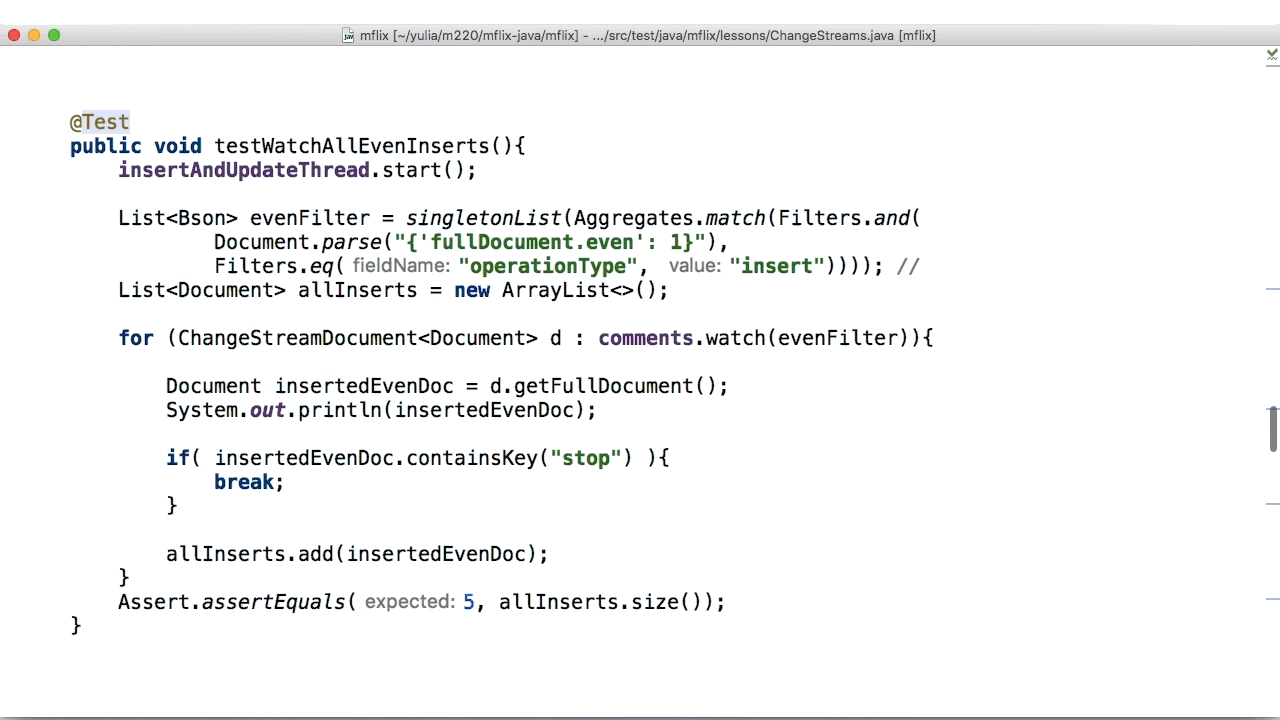 mflix [~/yulia/m220/mflix-java/mflix] - .../src/test/java/mflix/lessons/ChangeStreams.java [mflix]
@Test
public void testWatchAllEvenInserts(){
insertAndUpdateThread.start();
List<Bson> evenFilter = singletonList(Aggregates.match(Filters.and(
Document.parse("{'fullDocument.even': 1}"),
Filters.eq( fieldName: "operationType", value: "insert")))); //
List<Document> allInserts = new ArrayList<>();
for (ChangeStreamDocument<Document> d : comments.watch(evenFilter)){
Document insertedEvenDoc = d.getFullDocument();
System.out.println(insertedEvenDoc);
if( insertedEvenDoc.containsKey("stop") ){
break;
}
allInserts.add(insertedEvenDoc);
}
Assert.assertEquals( expected: 5, allInserts.size());
}